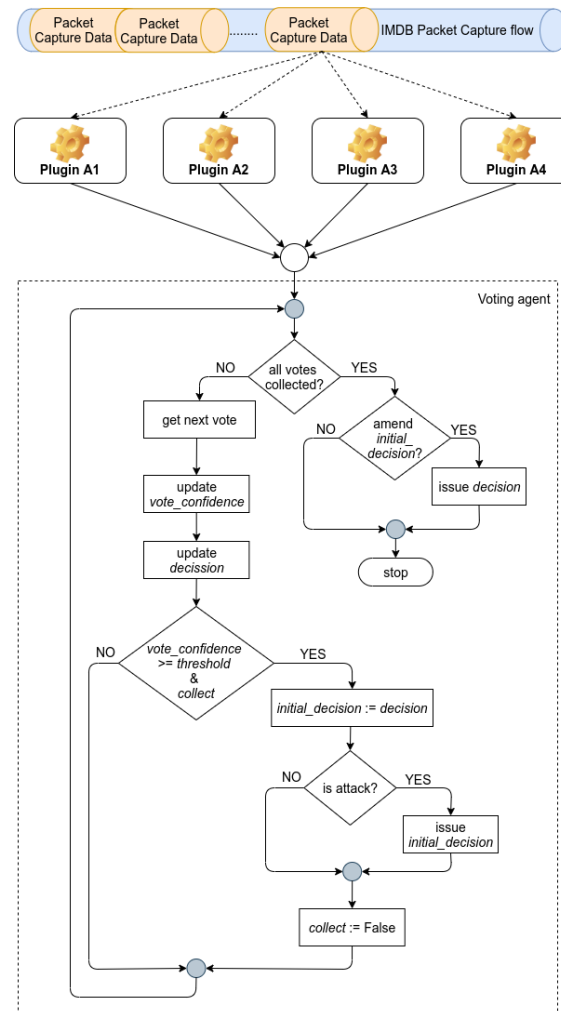 Packet
Capture Data
Packet
Capture Data
........
Packet
Capture Data
IMDB Packet Capture flow
Plugin A1
Plugin A2
Plugin A3
Plugin A4
Voting agent
NO
all votes
collected?
YES
get next vote
NO
amend
initial_
decision?
YES
update
vote_confidence
issue decision
update
decission
stop
NO
vote_confidence
>= threshold
&
collect
YES
initial_decision := decision
NO
is attack?
YES
issue
initial_decision
collect := False